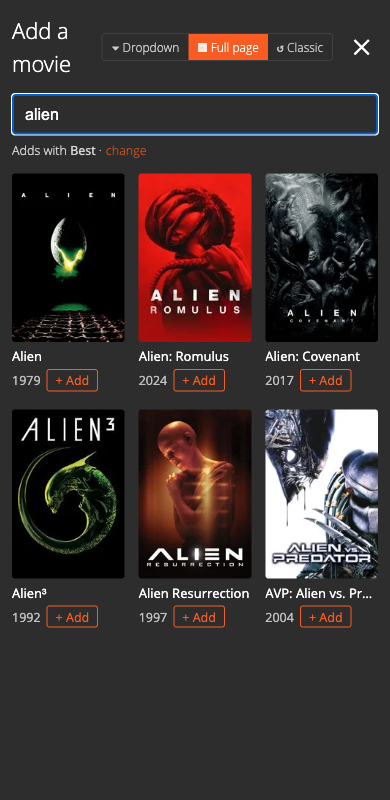 Add a
movie
Dropdown Full page Classic
alien
Adds with Best · change
A L I E N
ALIEN
ROMULUS
ALIEN
COVENANT
Alien
Alien: Romulus
Alien: Covenant
1979 + Add
2024 + Add
2017 + Add
ALIEN³
ALIEN
RESURRECTION
ALIEN VS.
PREDATOR
Alien³
Alien Resurrection
AVP: Alien vs. Pr...
1992 + Add
1997 + Add
2004 + Add